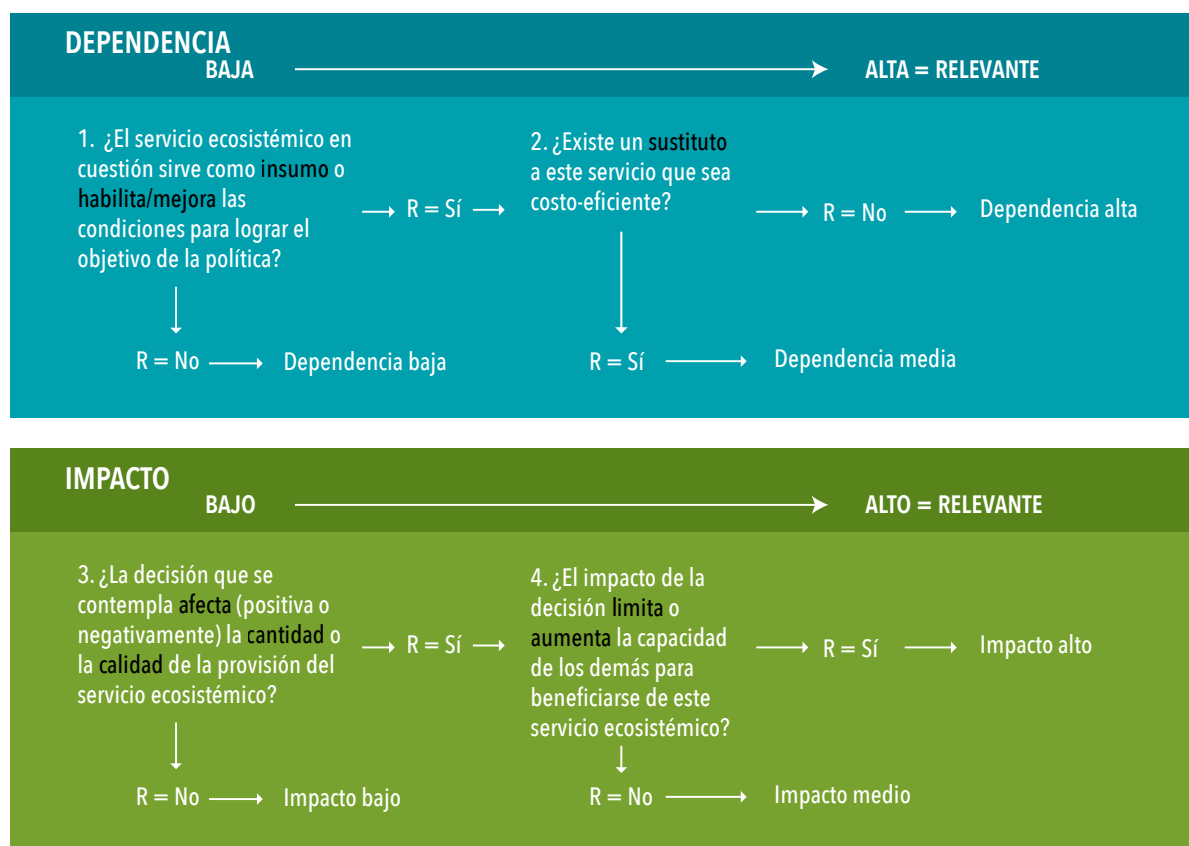 DEPENDENCIA
BAJA
ALTA = RELEVANTE
1. ¿El servicio ecosistémico en
cuestión sirve como insumo o
habilita/mejora las
condiciones para lograr el
objetivo de la política?
R = Sí
2. ¿Existe un sustituto
a este servicio que sea
costo-eficiente?
R = No
Dependencia alta
R = No
Dependencia baja
R = Sí
Dependencia media
IMPACTO
BAJO
ALTO = RELEVANTE
3. ¿La decisión que se
contempla afecta (positiva o
negativamente) la cantidad o
la calidad de la provisión del
servicio ecosistémico?
R = Sí
4. ¿El impacto de la
decisión limita o
aumenta la capacidad
de los demás para
beneficiarse de este
servicio ecosistémico?
R = Sí
Impacto alto
R = No
Impacto bajo
R = No
Impacto medio